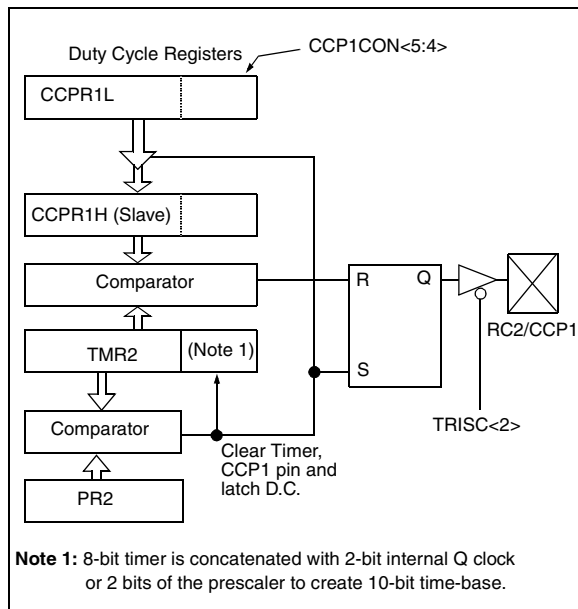 Duty Cycle Registers
CCP1CON<5:4>
CCPR1L
CCPR1H (Slave)
Comparator
R
Q
RC2/CCP1
TMR2
(Note 1)
S
TRISC<2>
Comparator
Clear Timer,
CCP1 pin and
latch D.C.
PR2
Note 1: 8-bit timer is concatenated with 2-bit internal Q clock
or 2 bits of the prescaler to create 10-bit time-base.